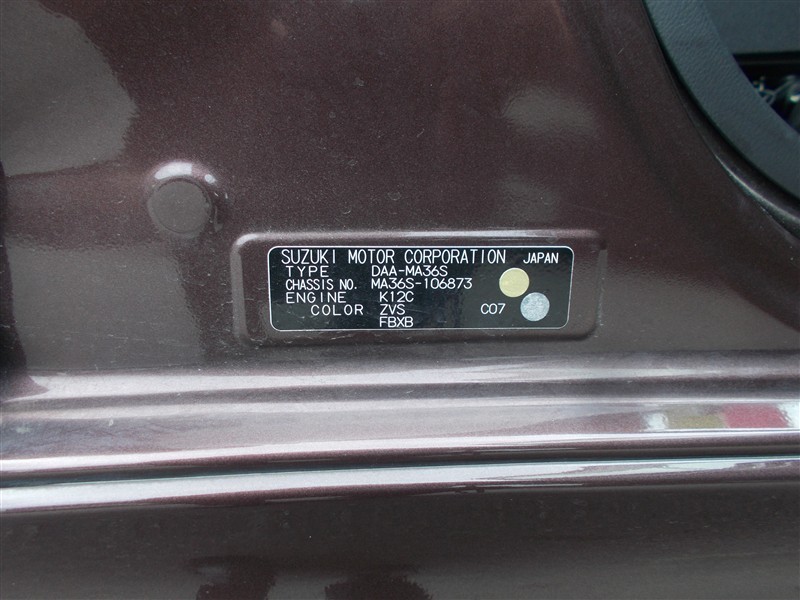 SUZUKI MOTOR CORPORATION JAPAN
TYPE DAA-MA36S
CHASSIS NO. MA36S-106873
ENGINE K12C
COLOR ZVS C07
FBXB